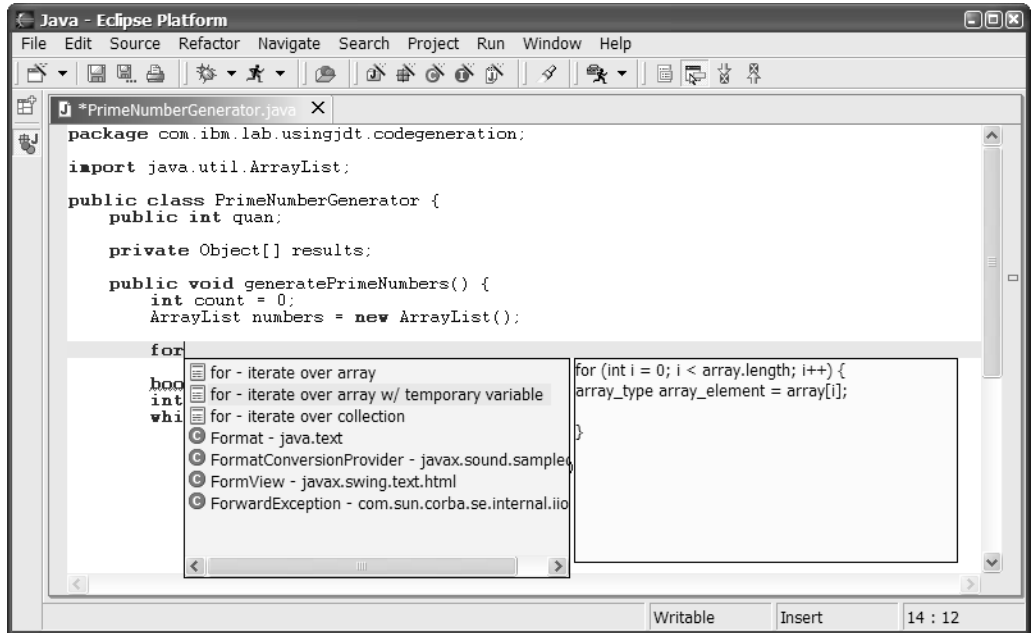 Java - Eclipse Platform
File Edit Source Refactor Navigate Search Project Run Window Help
*PrimeNumberGenerator.java
package com.ibm.lab.usingjdt.codegeneration;
import java.util.ArrayList;
public class PrimeNumberGenerator {
public int quan;
private Object[] results;
public void generatePrimeNumbers() {
int count = 0;
ArrayList numbers = new ArrayList();
for
boo
int
whi
for - iterate over array
for - iterate over array w/ temporary variable
for - iterate over collection
Format - java.text
FormatConversionProvider - javax.sound.sampled
FormView - javax.swing.text.html
ForwardException - com.sun.corba.se.internal.iio
for (int i = 0; i < array.length; i++) {
array_type array_element = array[i];
}
Writable Insert 14 : 12